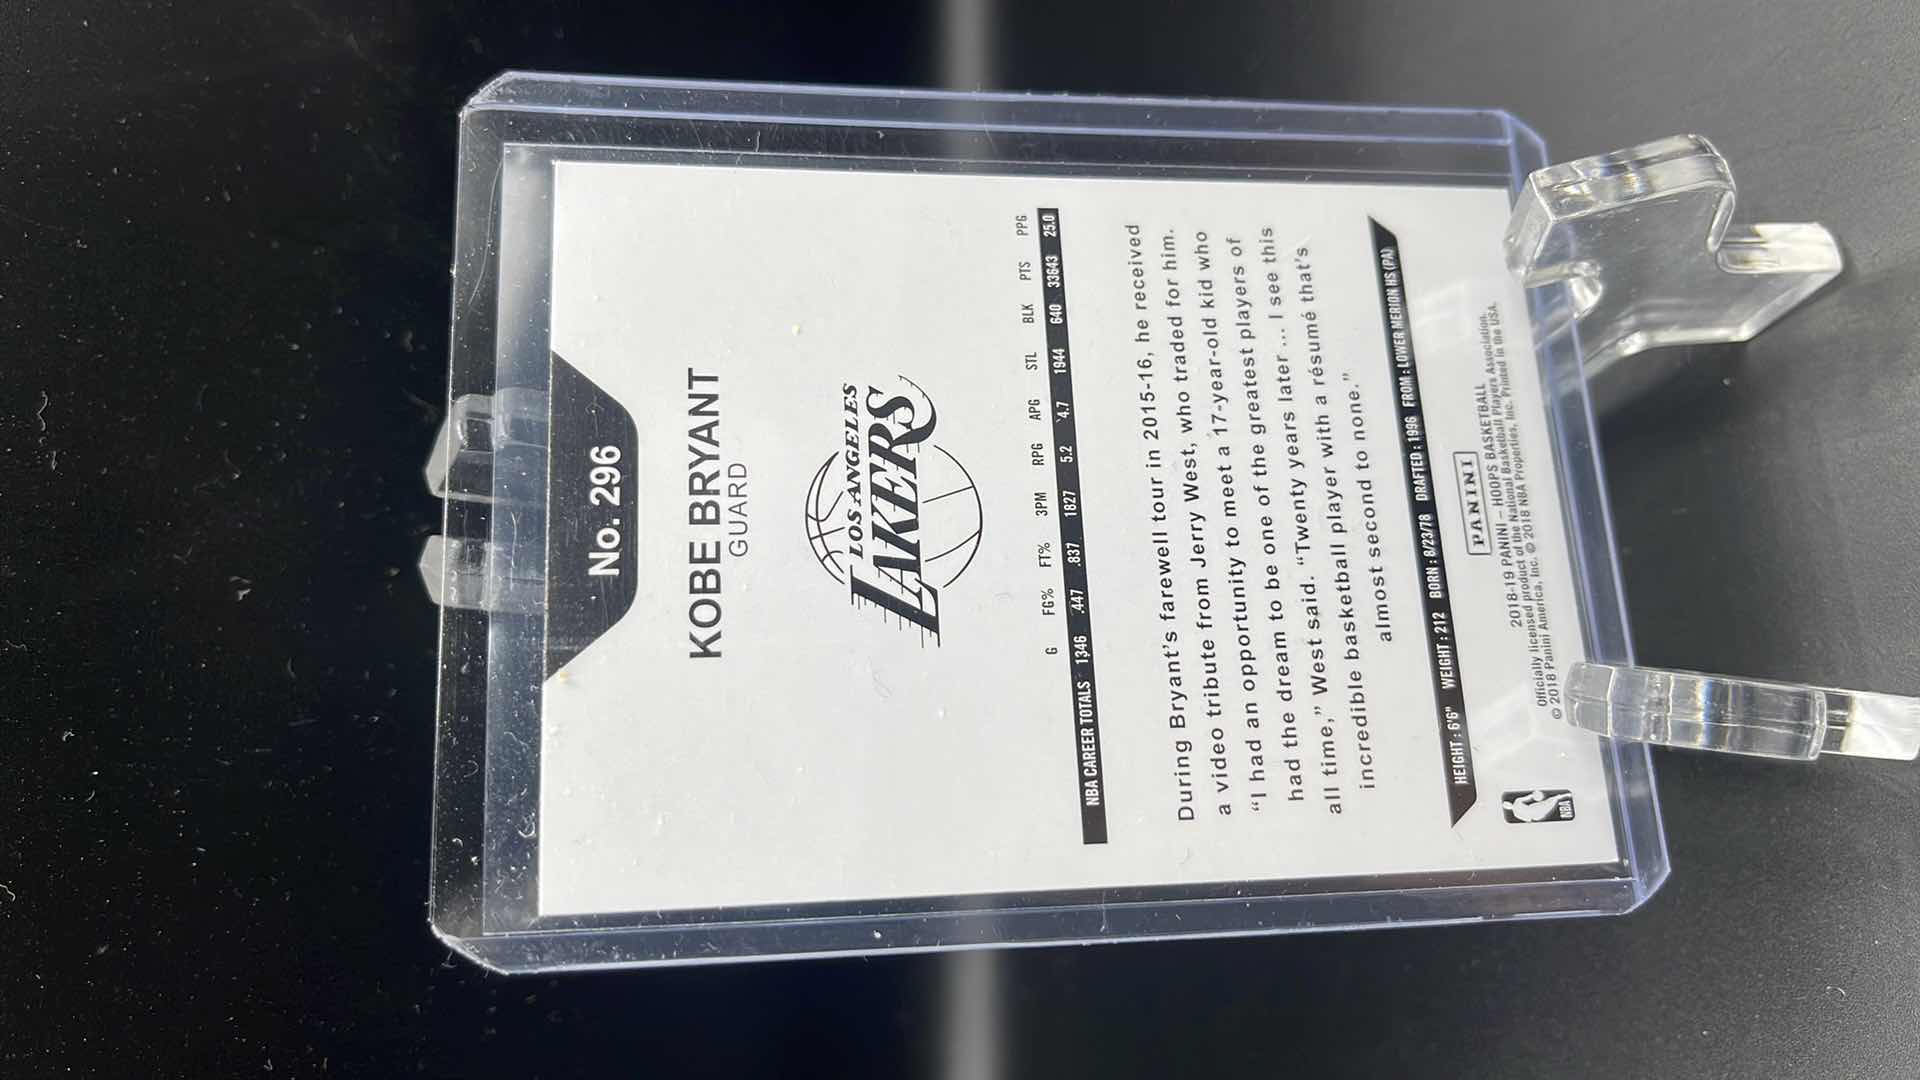 No. 296
KOBE BRYANT
GUARD
LOS ANGELES
LAKERS
G FG% FT% 3PM RPG APG STL BLK PTS PPG
NBA CAREER TOTALS 1346 .447 .837 1827 5.2 4.7 1944 640 33643 25.0
During Bryant's farewell tour in 2015-16, he received
a video tribute from Jerry West, who traded for him.
“I had an opportunity to meet a 17-year-old kid who
had the dream to be one of the greatest players of
all time,” West said. “Twenty years later ... I see this
incredible basketball player with a résumé that's
almost second to none.”
HEIGHT : 6'6" WEIGHT : 212 BORN : 8/23/78 DRAFTED : 1996 FROM : LOWER MERION HS (PA)
PANINI
2018-19 PANINI – HOOPS BASKETBALL
Officially licensed product of the National Basketball Players Association.
© 2018 Panini America, Inc. © 2018 NBA Properties, Inc. Printed in the USA.
NBA